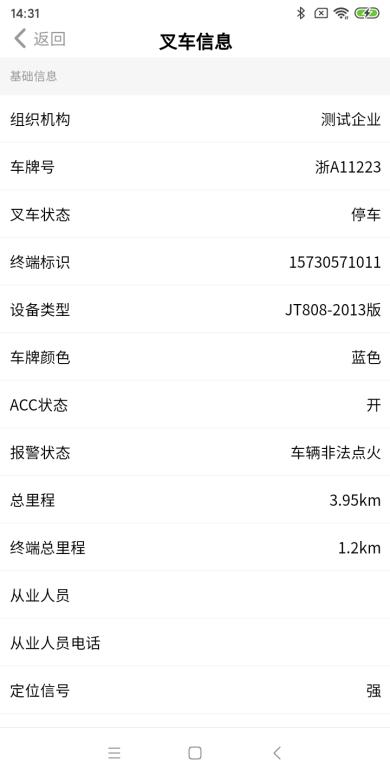 14:31
返回
叉车信息
基础信息
组织机构 测试企业
车牌号 浙A11223
叉车状态 停车
终端标识 15730571011
设备类型 JT808-2013版
车牌颜色 蓝色
ACC状态 开
报警状态 车辆非法点火
总里程 3.95km
终端总里程 1.2km
从业人员
从业人员电话
定位信号 强